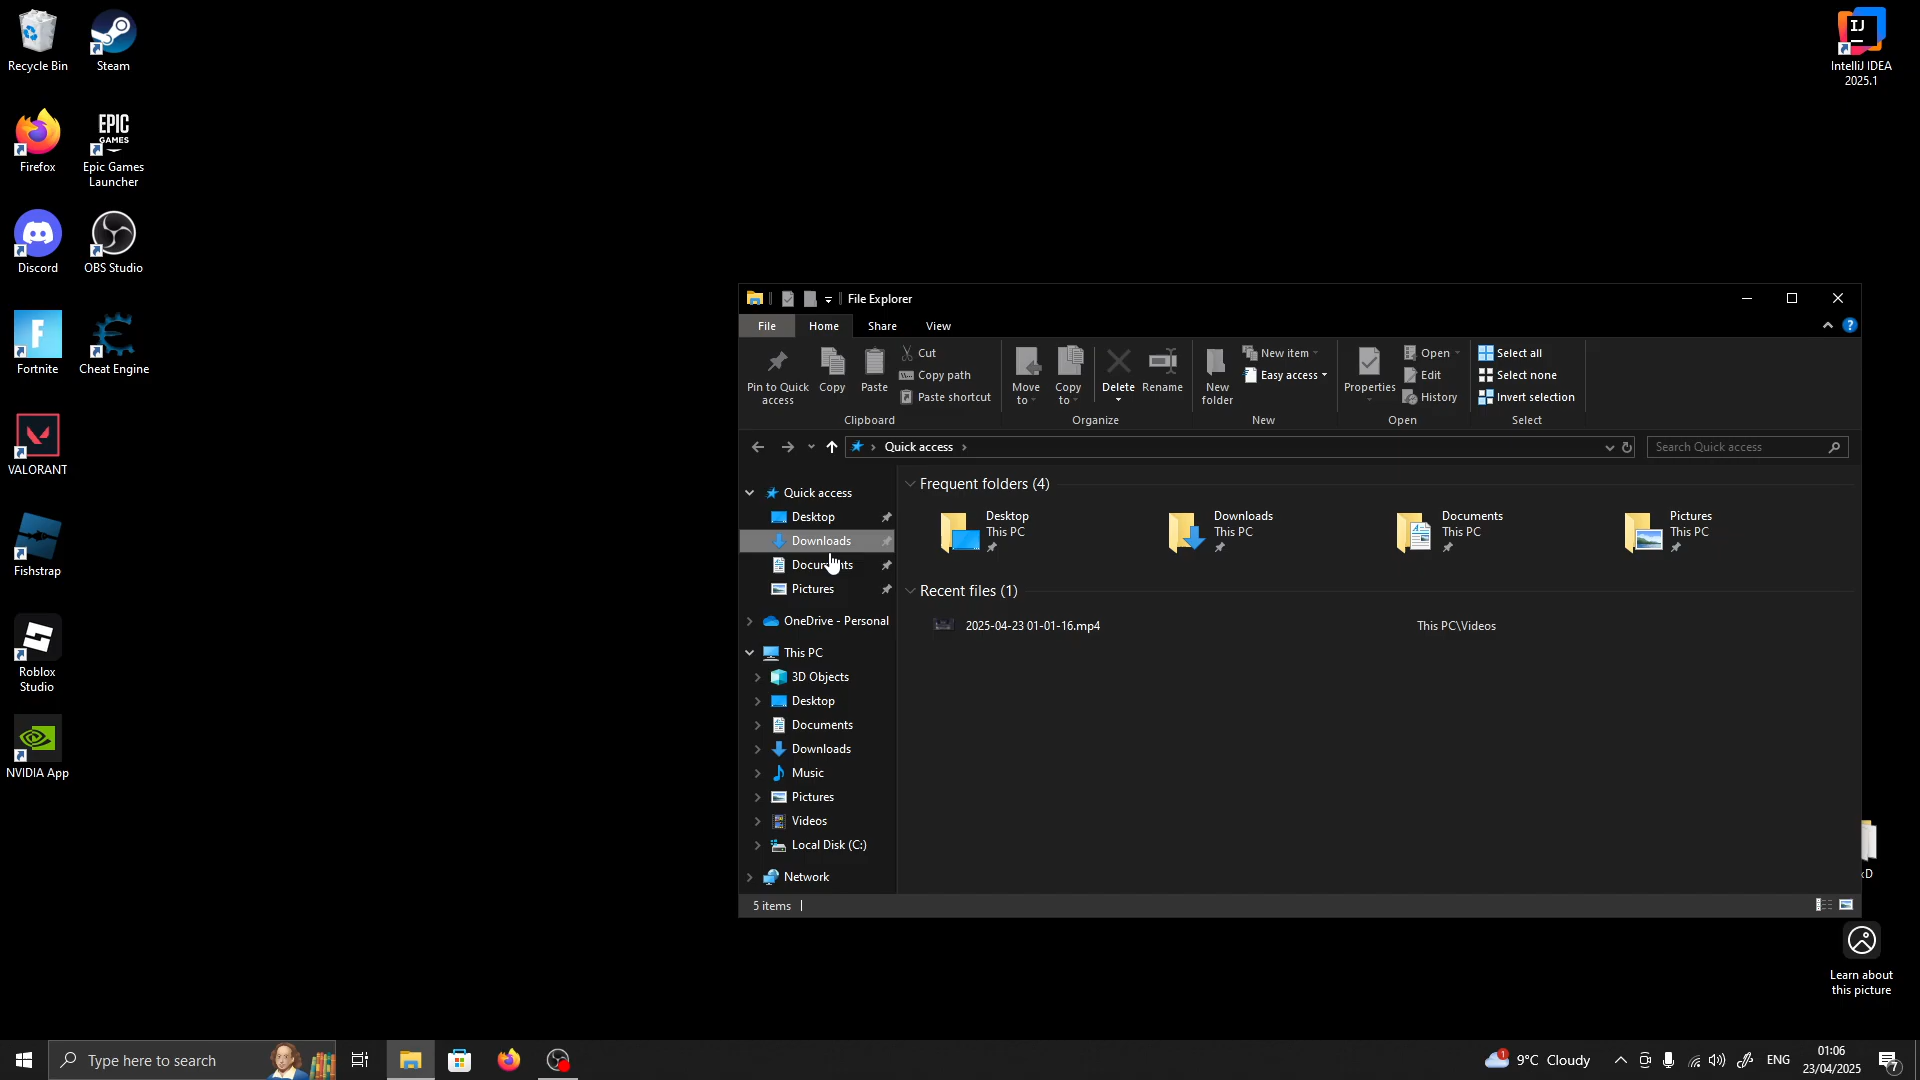 Recycle Bin
Steam
Firefox
EPIC
GAMES
Epic Games
Launcher
Discord
OBS Studio
F
Fortnite
Cheat Engine
VALORANT
Fishstrap
Roblox
Studio
NVIDIA App
IJ
IntelliJ IDEA
2025.1
File Explorer
File
Home
Share
View
?
Pin to Quick
access
Copy
Paste
Cut
Copy path
Paste shortcut
Clipboard
Move
to
Copy
to
Delete
Rename
Organize
New
folder
New item
Easy access
New
Properties
Open
Edit
History
Open
Select all
Select none
Invert selection
Select
Quick access
Search Quick access
Quick access
Desktop
Downloads
Documents
Pictures
OneDrive - Personal
This PC
3D Objects
Desktop
Documents
Downloads
Music
Pictures
Videos
Local Disk (C:)
Network
Frequent folders (4)
Desktop
This PC
Downloads
This PC
Documents
This PC
Pictures
This PC
Recent files (1)
2025-04-23 01-01-16.mp4
This PC\Videos
5 items
xD
Learn about
this picture
Type here to search
1
9°C Cloudy
ENG
01:06
23/04/2025
7